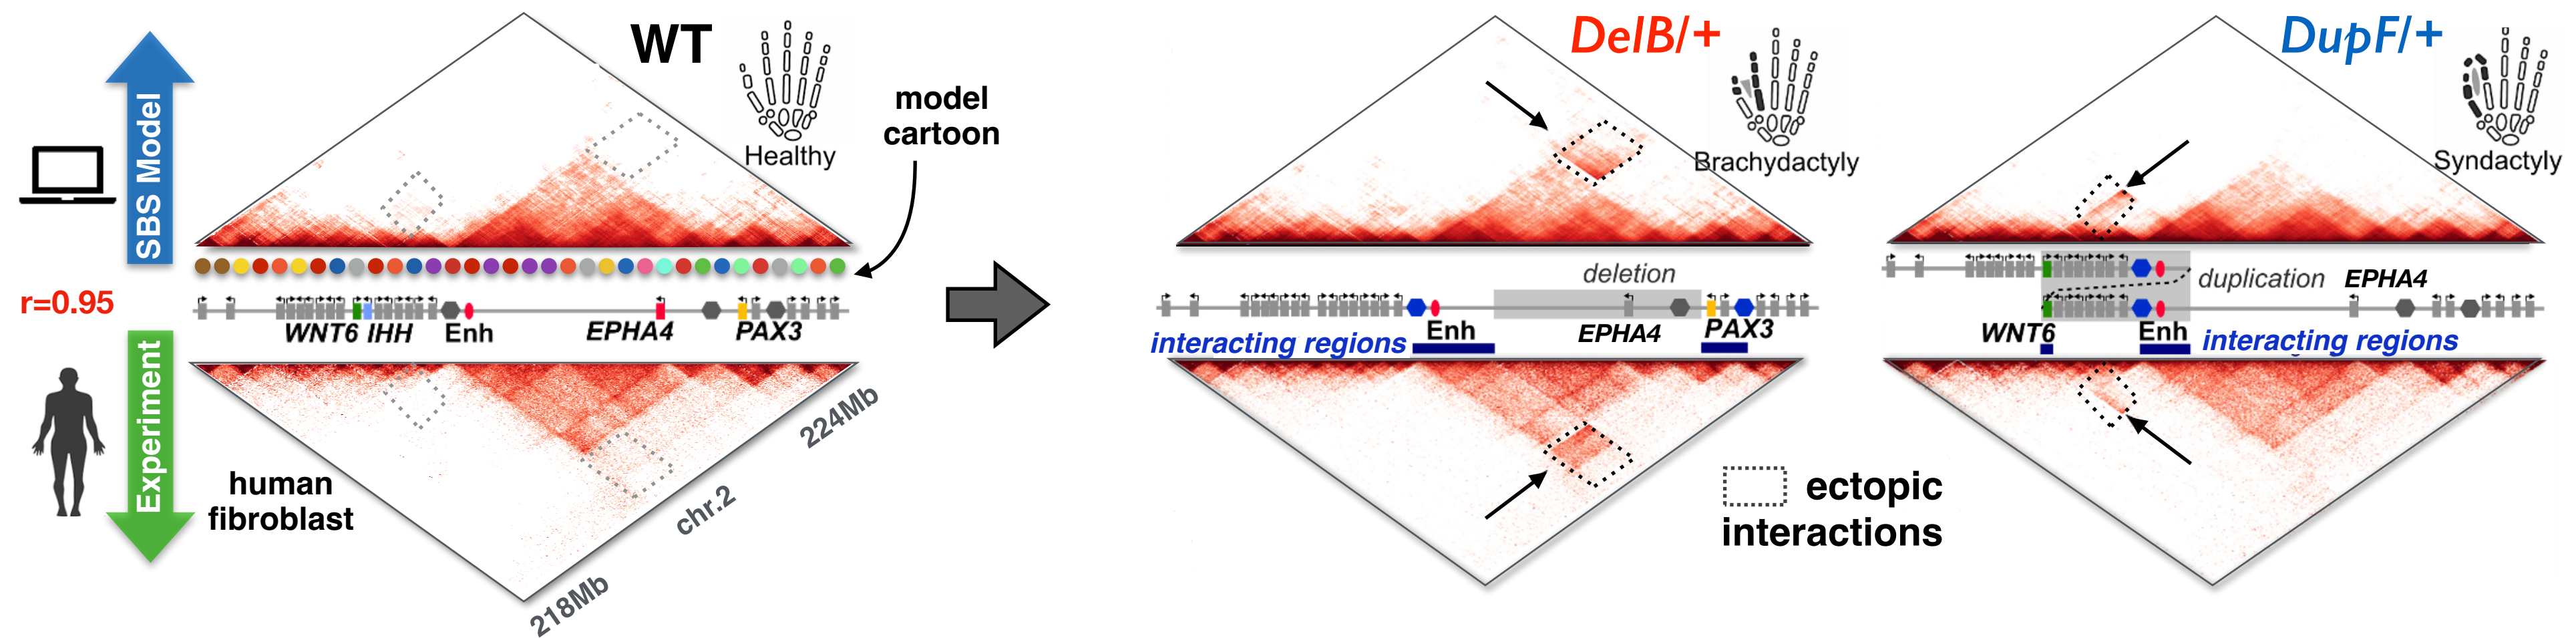 WT
Healthy
model
cartoon
SBS Model
r=0.95
WNT6 IHH Enh EPHA4 PAX3
Experiment
human
fibroblast
218Mb
chr.2
224Mb
DelB/+
Brachydactyly
deletion
Enh EPHA4 PAX3
interacting regions
ectopic
interactions
DupF/+
Syndactyly
duplication EPHA4
WNT6 Enh interacting regions